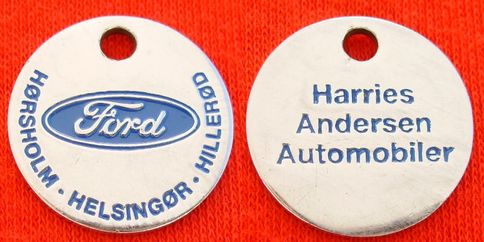 Ford
HØRSHOLM · HELSINGØR · HILLERØD
Harries
Andersen
Automobiler